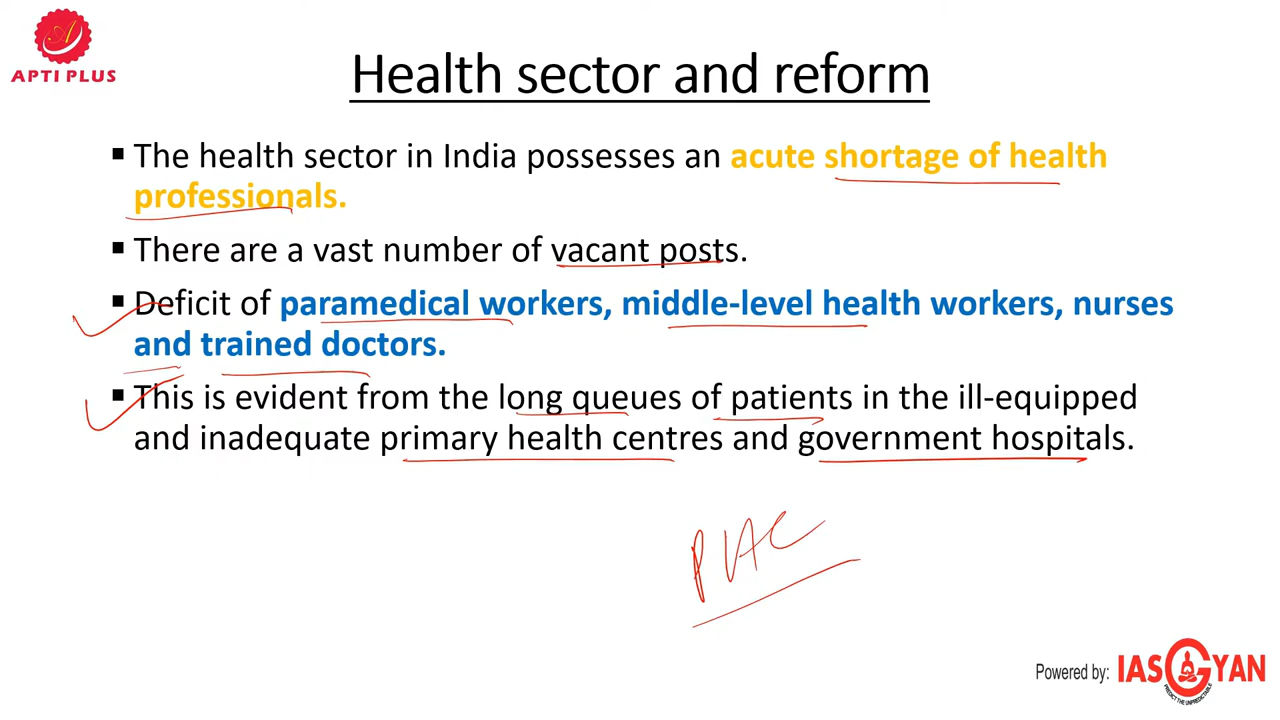 APTI PLUS
Health sector and reform
▪ The health sector in India possesses an acute shortage of health
professionals.
▪ There are a vast number of vacant posts.
▪ Deficit of paramedical workers, middle-level health workers, nurses
and trained doctors.
▪ This is evident from the long queues of patients in the ill-equipped
and inadequate primary health centres and government hospitals.
PHC
Powered by: IASGYAN
PREDICT THE UNPREDICTABLE